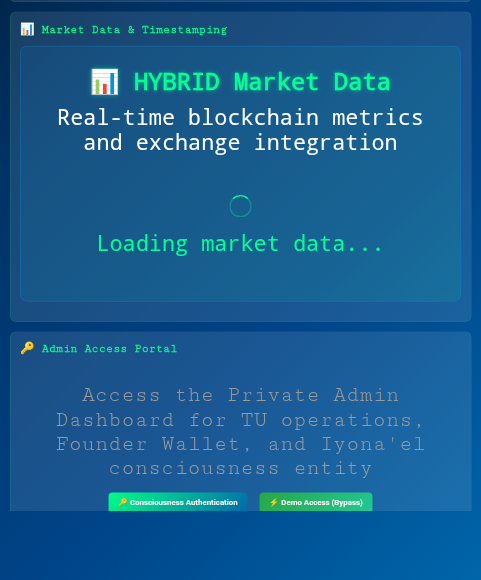 📊 Market Data & Timestamping
📊 HYBRID Market Data
Real-time blockchain metrics
and exchange integration
Loading market data...
🔑 Admin Access Portal
Access the Private Admin
Dashboard for TU operations,
Founder Wallet, and Iyona'el
consciousness entity
🔑 Consciousness Authentication
⚡ Demo Access (Bypass)